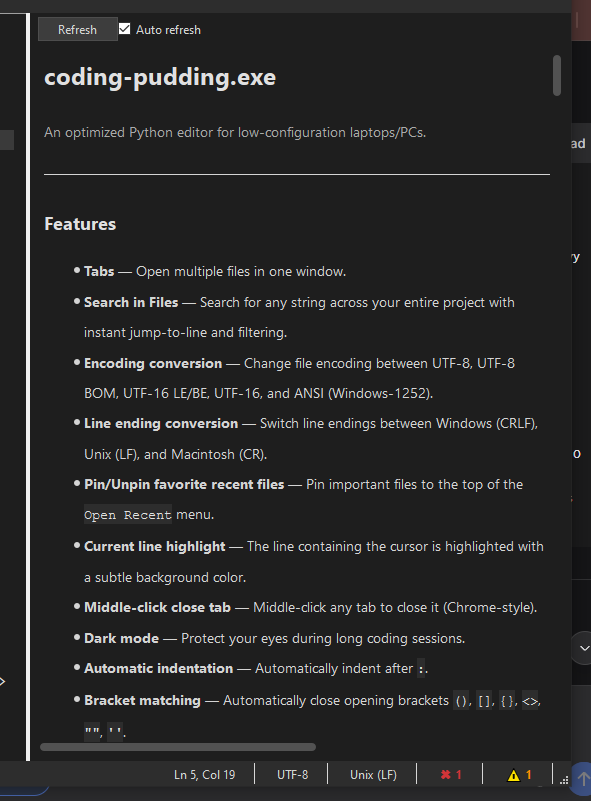 Refresh Auto refresh
coding-pudding.exe
ad
An optimized Python editor for low-configuration laptops/PCs.
Features
• Tabs — Open multiple files in one window.
• Search in Files — Search for any string across your entire project with
instant jump-to-line and filtering.
• Encoding conversion — Change file encoding between UTF-8, UTF-8
BOM, UTF-16 LE/BE, UTF-16, and ANSI (Windows-1252).
• Line ending conversion — Switch line endings between Windows (CRLF),
Unix (LF), and Macintosh (CR).
• Pin/Unpin favorite recent files — Pin important files to the top of the
Open Recent menu.
• Current line highlight — The line containing the cursor is highlighted with
a subtle background color.
• Middle-click close tab — Middle-click any tab to close it (Chrome-style).
• Dark mode — Protect your eyes during long coding sessions.
• Automatic indentation — Automatically indent after :.
• Bracket matching — Automatically close opening brackets (), [], {}, <>,
"", ''.
Ln 5, Col 19 UTF-8 Unix (LF) 1 1